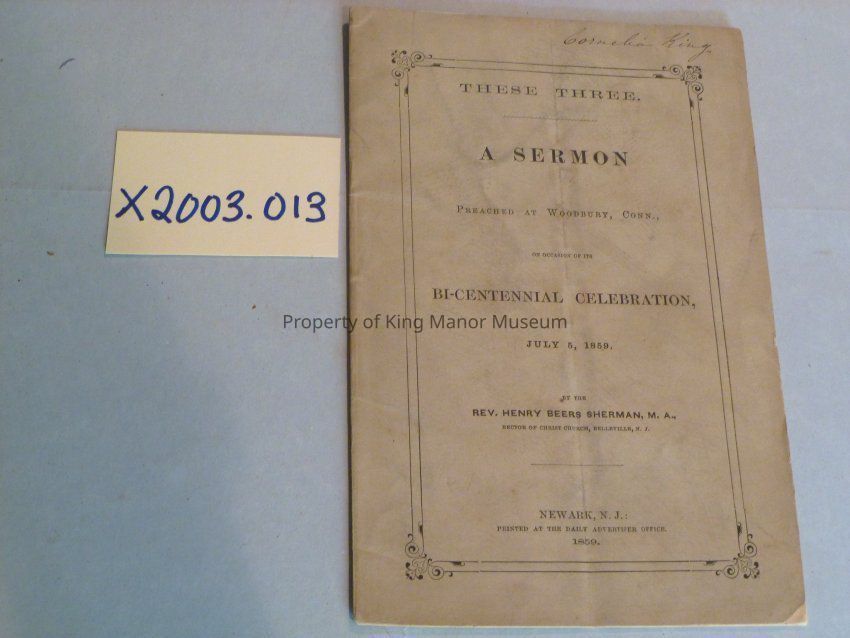 Cornelia King
THESE THREE.
A SERMON
PREACHED AT WOODBURY, CONN.,
ON OCCASION OF ITS
BI-CENTENNIAL CELEBRATION,
JULY 5, 1859.
BY THE
REV. HENRY BEERS SHERMAN, M. A.,
RECTOR OF CHRIST CHURCH, BELLEVILLE, N. J.
NEWARK, N. J.:
PRINTED AT THE DAILY ADVERTISER OFFICE.
1859.
X2003.013
Property of King Manor Museum